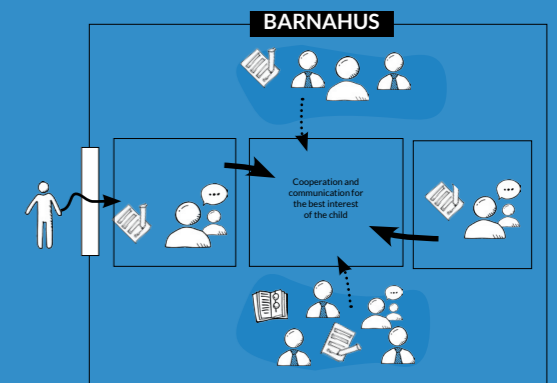 BARNAHUS
Cooperation and
communication for
the best interest
of the child